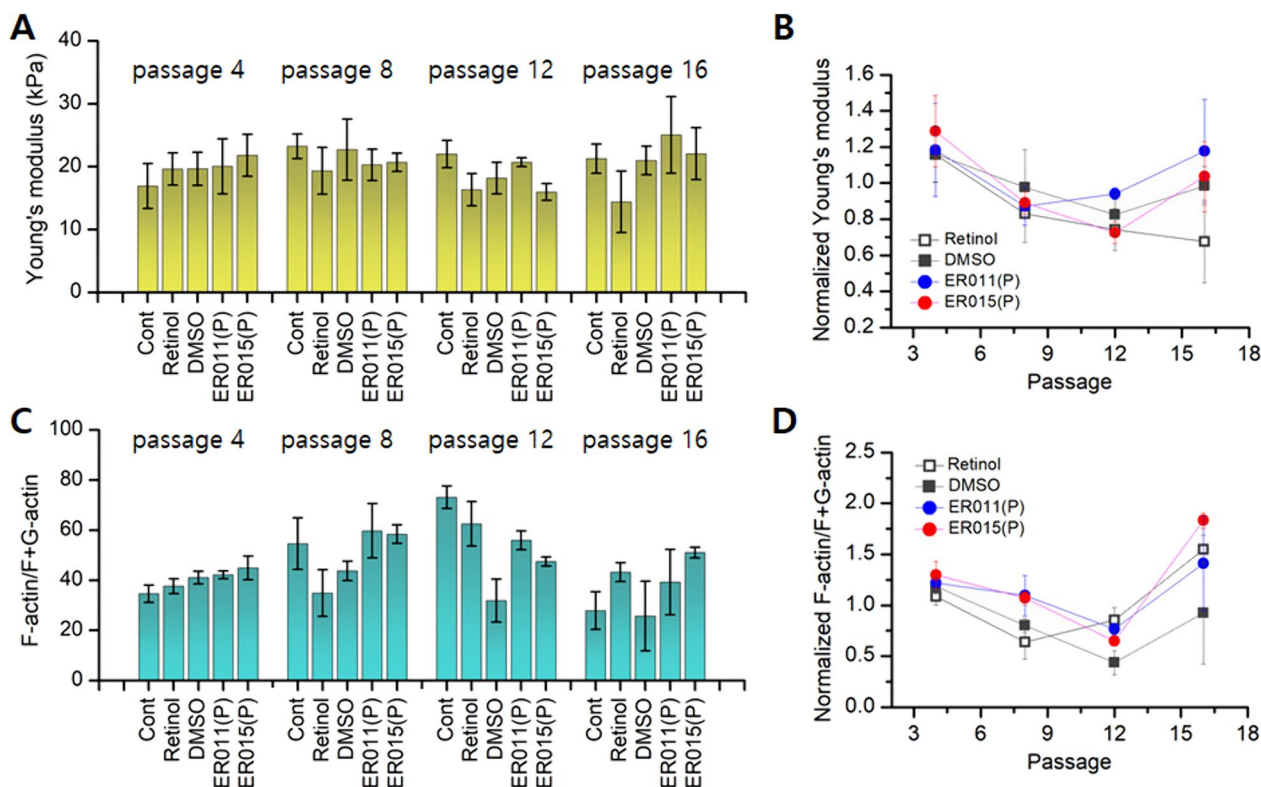 A
Young's modulus (kPa)
40
30
20
10
0
passage 4
passage 8
passage 12
passage 16
Cont
Retinol
DMSO
ER011(P)
ER015(P)
Cont
Retinol
DMSO
ER011(P)
ER015(P)
Cont
Retinol
DMSO
ER011(P)
ER015(P)
Cont
Retinol
DMSO
ER011(P)
ER015(P)
B
Normalized Young's modulus
1.6
1.4
1.2
1.0
0.8
0.6
0.4
0.2
Retinol
DMSO
ER011(P)
ER015(P)
3
6
9
12
15
18
Passage
C
F-actin/F+G-actin
100
80
60
40
20
0
passage 4
passage 8
passage 12
passage 16
Cont
Retinol
DMSO
ER011(P)
ER015(P)
Cont
Retinol
DMSO
ER011(P)
ER015(P)
Cont
Retinol
DMSO
ER011(P)
ER015(P)
Cont
Retinol
DMSO
ER011(P)
ER015(P)
D
Normalized F-actin/F+G-actin
2.5
2.0
1.5
1.0
0.5
0.0
Retinol
DMSO
ER011(P)
ER015(P)
3
6
9
12
15
18
Passage